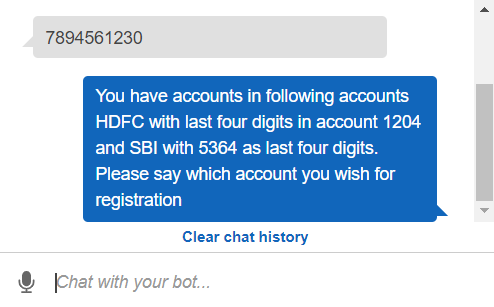 7894561230
You have accounts in following accounts
HDFC with last four digits in account 1204
and SBI with 5364 as last four digits.
Please say which account you wish for
registration
Clear chat history
Chat with your bot...